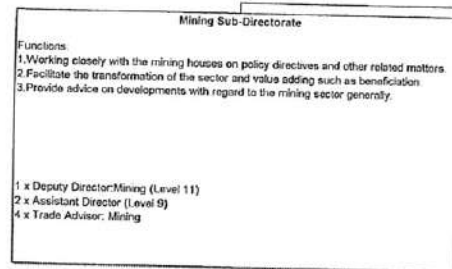 Mining Sub-Directorate
Functions
1.Working closely with the mining houses on policy directives and other related mattors.
2.Facilitate the transformation of the sector and value adding such as beneficiation
3.Provide advice on developments with regard to the mining sector generally.
1 x Deputy Director:Mining (Level 11)
2 x Assistant Director (Level 9)
4 x Trade Advisor: Mining